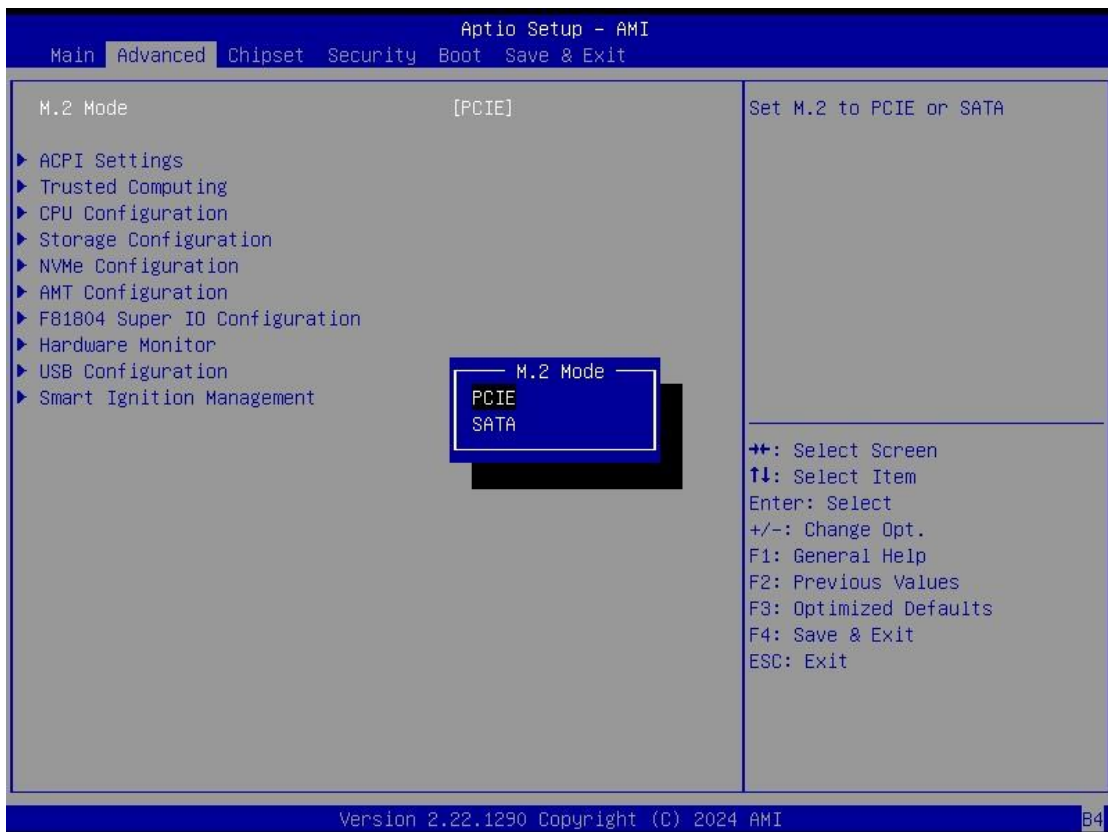 Aptio Setup – AMI
Main Advanced Chipset Security Boot Save & Exit
M.2 Mode [PCIE]
Set M.2 to PCIE or SATA
▶ ACPI Settings
▶ Trusted Computing
▶ CPU Configuration
▶ Storage Configuration
▶ NVMe Configuration
▶ AMT Configuration
▶ F81804 Super IO Configuration
▶ Hardware Monitor
▶ USB Configuration
▶ Smart Ignition Management
M.2 Mode
PCIE
SATA
→←: Select Screen
↑↓: Select Item
Enter: Select
+/-: Change Opt.
F1: General Help
F2: Previous Values
F3: Optimized Defaults
F4: Save & Exit
ESC: Exit
Version 2.22.1290 Copyright (C) 2024 AMI
B4